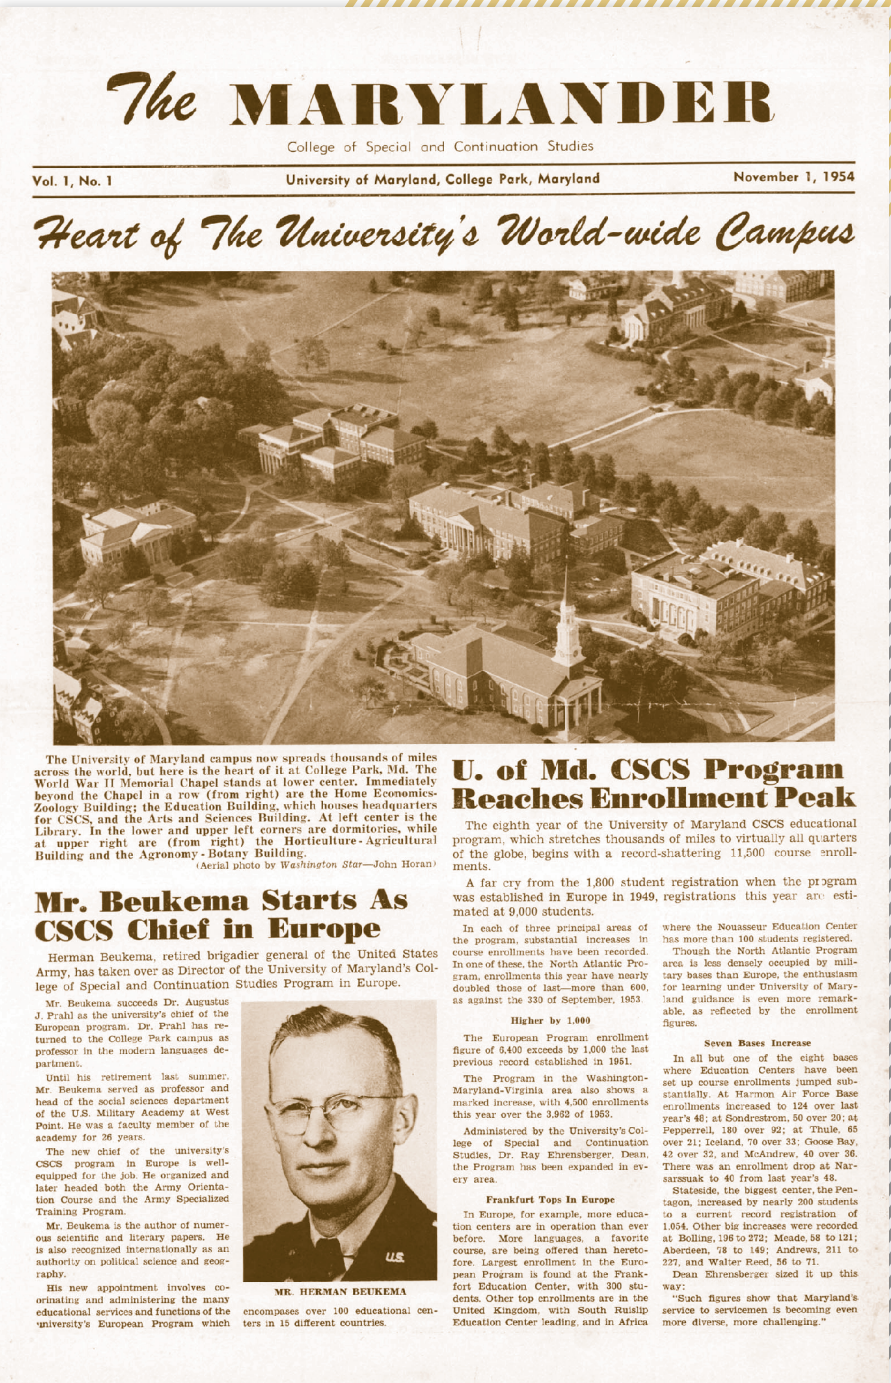 The MARYLANDER
College of Special and Continuation Studies
Vol. 1, No. 1 University of Maryland, College Park, Maryland November 1, 1954
Heart of The University's World-wide Campus
The University of Maryland campus now spreads thousands of miles
across the world, but here is the heart of it at College Park, Md. The
World War II Memorial Chapel stands at lower center. Immediately
beyond the Chapel in a row (from right) are the Home Economics-
Zoology Building; the Education Building, which houses headquarters
for CSCS, and the Arts and Sciences Building. At left center is the
Library. In the lower and upper left corners are dormitories, while
at upper right are (from right) the Horticulture-Agricultural
Building and the Agronomy-Botany Building.
(Aerial photo by Washington Star—John Horan)
Mr. Beukema Starts As
CSCS Chief in Europe
Herman Beukema, retired brigadier general of the United States
Army, has taken over as Director of the University of Maryland's Col-
lege of Special and Continuation Studies Program in Europe.
Mr. Beukema succeeds Dr. Augustus
J. Prahl as the university's chief of the
European program. Dr. Prahl has re-
turned to the College Park campus as
professor in the modern languages de-
partment.
Until his retirement last summer,
Mr. Beukema served as professor and
head of the social sciences department
of the U.S. Military Academy at West
Point. He was a faculty member of the
academy for 26 years.
The new chief of the university's
CSCS program in Europe is well-
equipped for the job. He organized and
later headed both the Army Orienta-
tion Course and the Army Specialized
Training Program.
Mr. Beukema is the author of numer-
ous scientific and literary papers. He
is also recognized internationally as an
authority on political science and geog-
raphy.
His new appointment involves co-
orinating and administering the many
educational services and functions of the
university's European Program which
U.S.
MR. HERMAN BEUKEMA
encompases over 100 educational cen-
ters in 15 different countries.
U. of Md. CSCS Program
Reaches Enrollment Peak
The eighth year of the University of Maryland CSCS educational
program, which stretches thousands of miles to virtually all quarters
of the globe, begins with a record-shattering 11,500 course enroll-
ments.
A far cry from the 1,800 student registration when the program
was established in Europe in 1949, registrations this year are esti-
mated at 9,000 students.
In each of three principal areas of
the program, substantial increases in
course enrollments have been recorded.
In one of these, the North Atlantic Pro-
gram, enrollments this year have nearly
doubled those of last—more than 600,
as against the 330 of September, 1953.
Higher by 1,000
The European Program enrollment
figure of 6,400 exceeds by 1,000 the last
previous record established in 1951.
The Program in the Washington-
Maryland-Virginia area also shows a
marked increase, with 4,500 enrollments
this year over the 3,962 of 1953.
Administered by the University's Col-
lege of Special and Continuation
Studies, Dr. Ray Ehrensberger, Dean,
the Program has been expanded in ev-
ery area.
Frankfurt Tops In Europe
In Europe, for example, more educa-
tion centers are in operation than ever
before. More languages, a favorite
course, are being offered than hereto-
fore. Largest enrollment in the Euro-
pean Program is found at the Frank-
fort Education Center, with 300 stu-
dents. Other top enrollments are in the
United Kingdom, with South Ruislip
Education Center leading, and in Africa
where the Nouasseur Education Center
has more than 100 students registered.
Though the North Atlantic Program
area is less densely occupied by mili-
tary bases than Europe, the enthusiasm
for learning under University of Mary-
land guidance is even more remark-
able, as reflected by the enrollment
figures.
Seven Bases Increase
In all but one of the eight bases
where Education Centers have been
set up course enrollments jumped sub-
stantially. At Harmon Air Force Base
enrollments increased to 124 over last
year's 48; at Sondrestrom, 50 over 20; at
Pepperrell, 180 over 92; at Thule, 65
over 21; Iceland, 70 over 33; Goose Bay,
42 over 32, and McAndrew, 40 over 36.
There was an enrollment drop at Nar-
sarssuak to 40 from last year's 48.
Stateside, the biggest center, the Pen-
tagon, increased by nearly 200 students
to a current record registration of
1,054. Other big increases were recorded
at Bolling, 196 to 272; Meade, 58 to 121;
Aberdeen, 78 to 149; Andrews, 211 to
227, and Walter Reed, 56 to 71.
Dean Ehrensberger sized it up this
way:
"Such figures show that Maryland's
service to servicemen is becoming even
more diverse, more challenging."